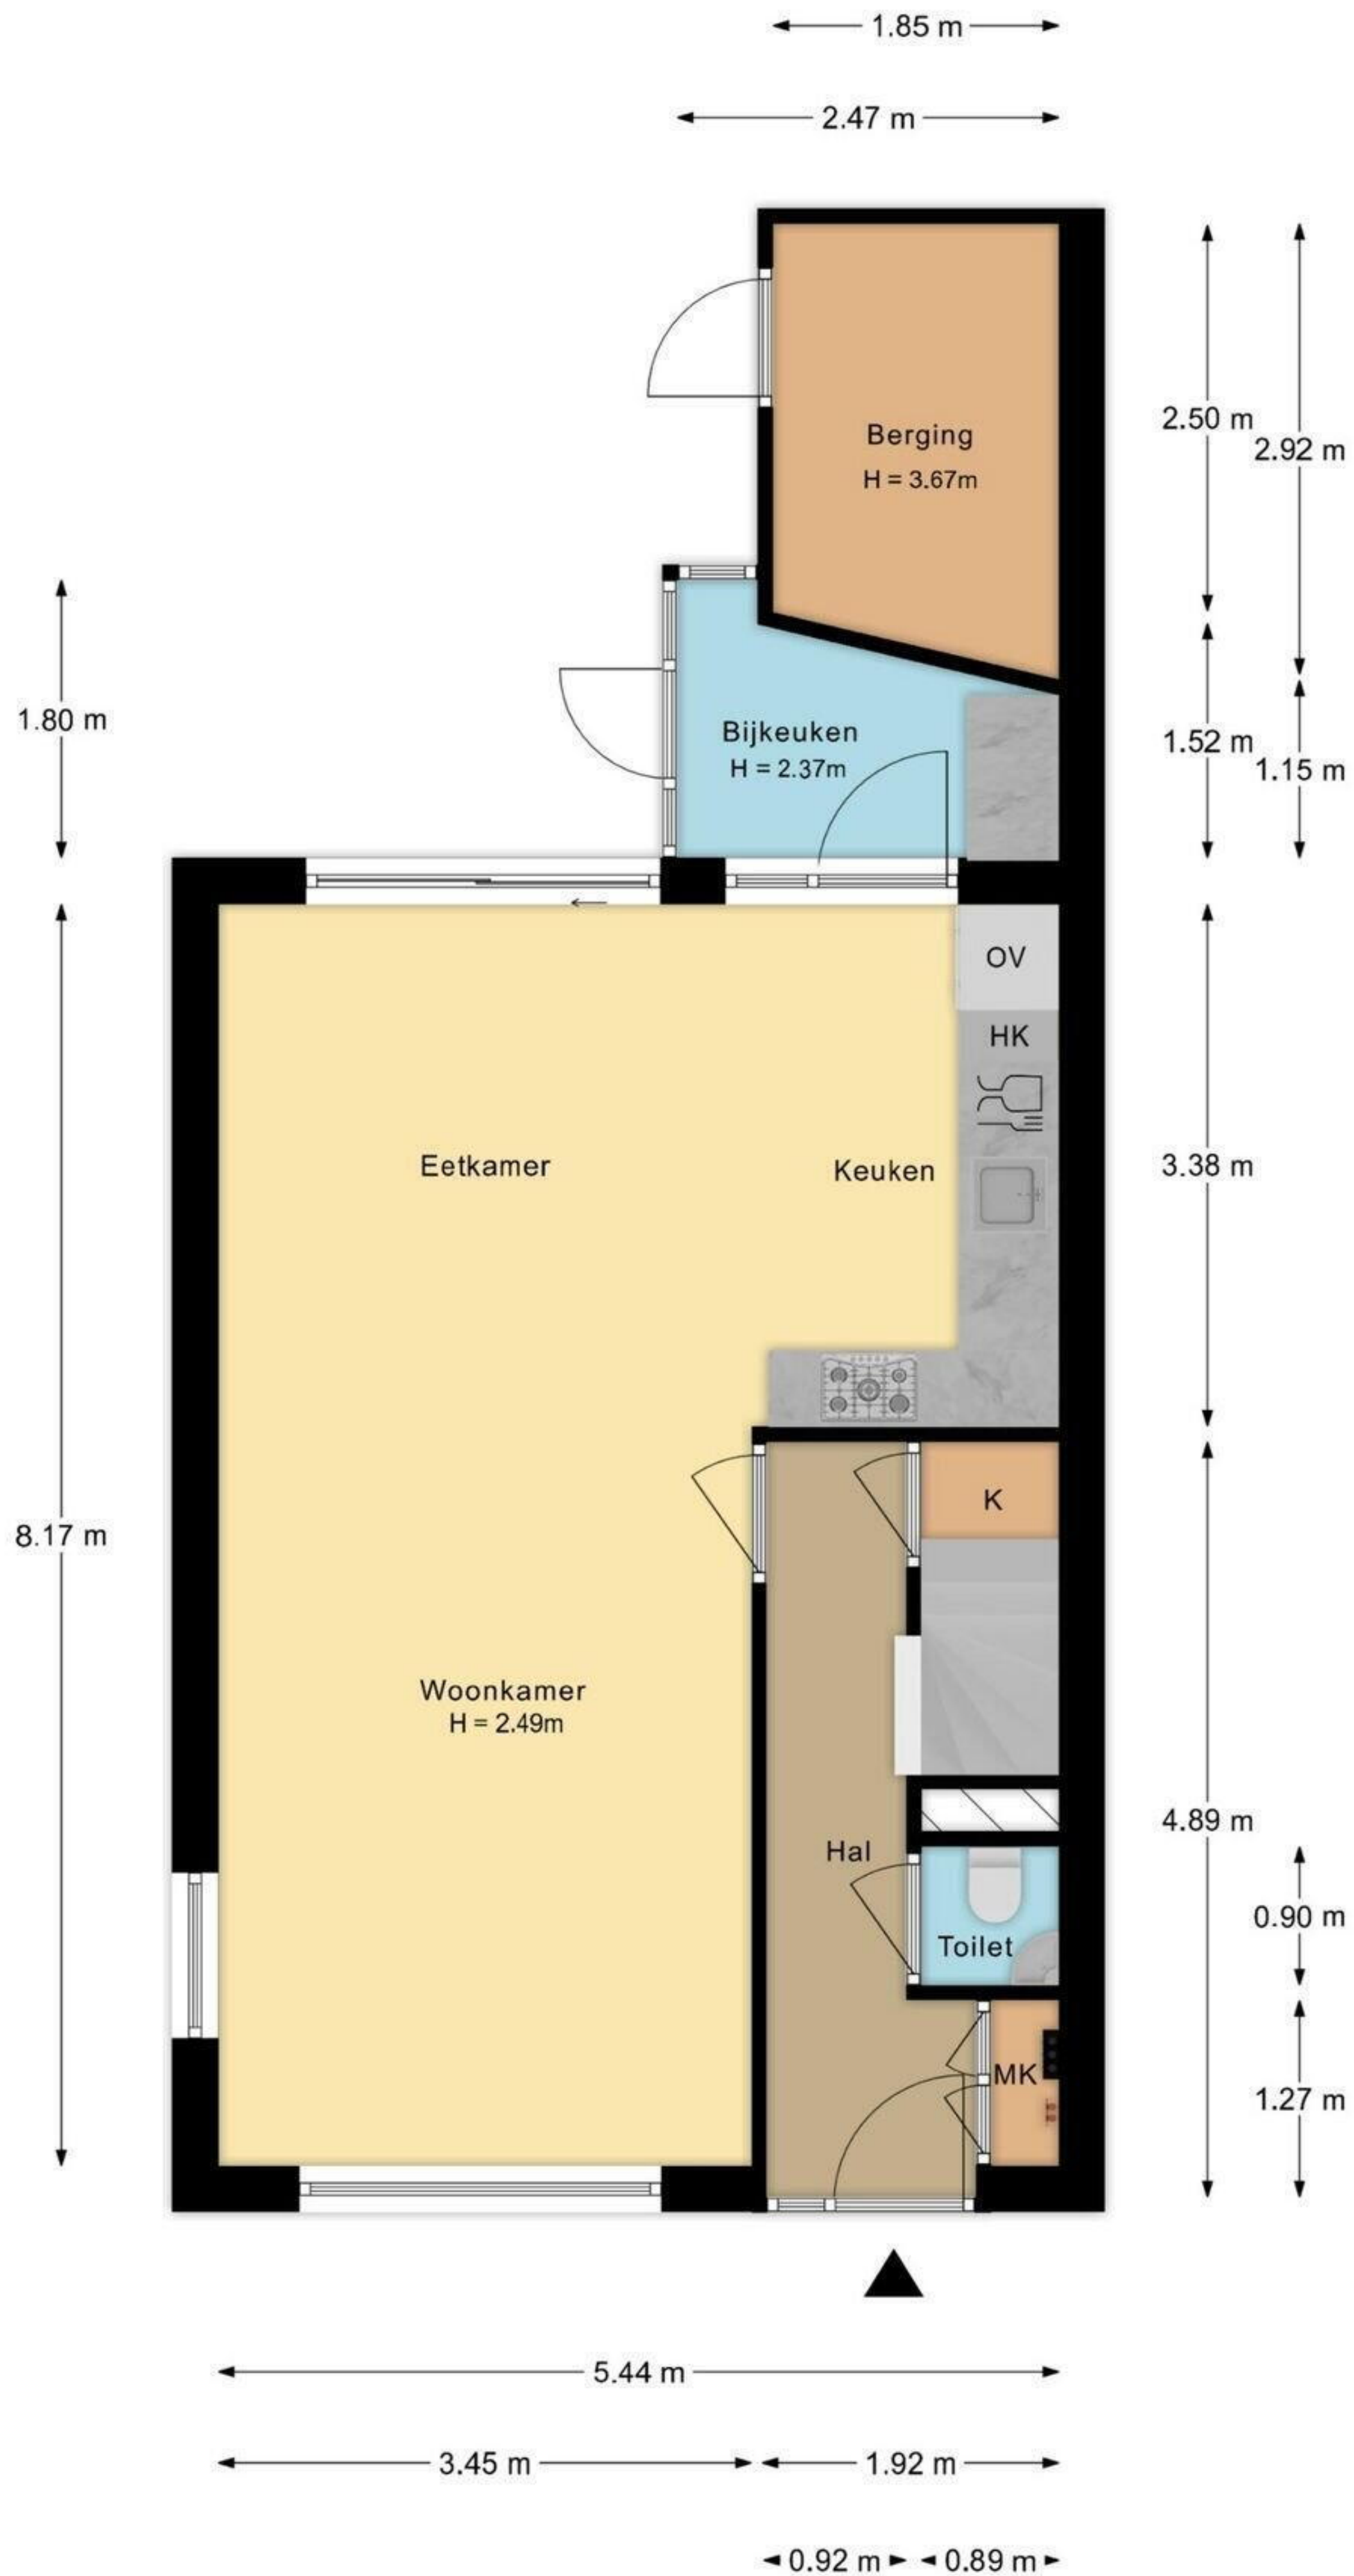 1.85 m
2.47 m
Berging
H = 3.67m
2.50 m
2.92 m
1.80 m
Bijkeuken
H = 2.37m
1.52 m
1.15 m
OV
HK
Eetkamer
Keuken
3.38 m
K
8.17 m
Woonkamer
H = 2.49m
Hal
4.89 m
0.90 m
Toilet
MK
1.27 m
5.44 m
3.45 m
1.92 m
0.92 m
0.89 m